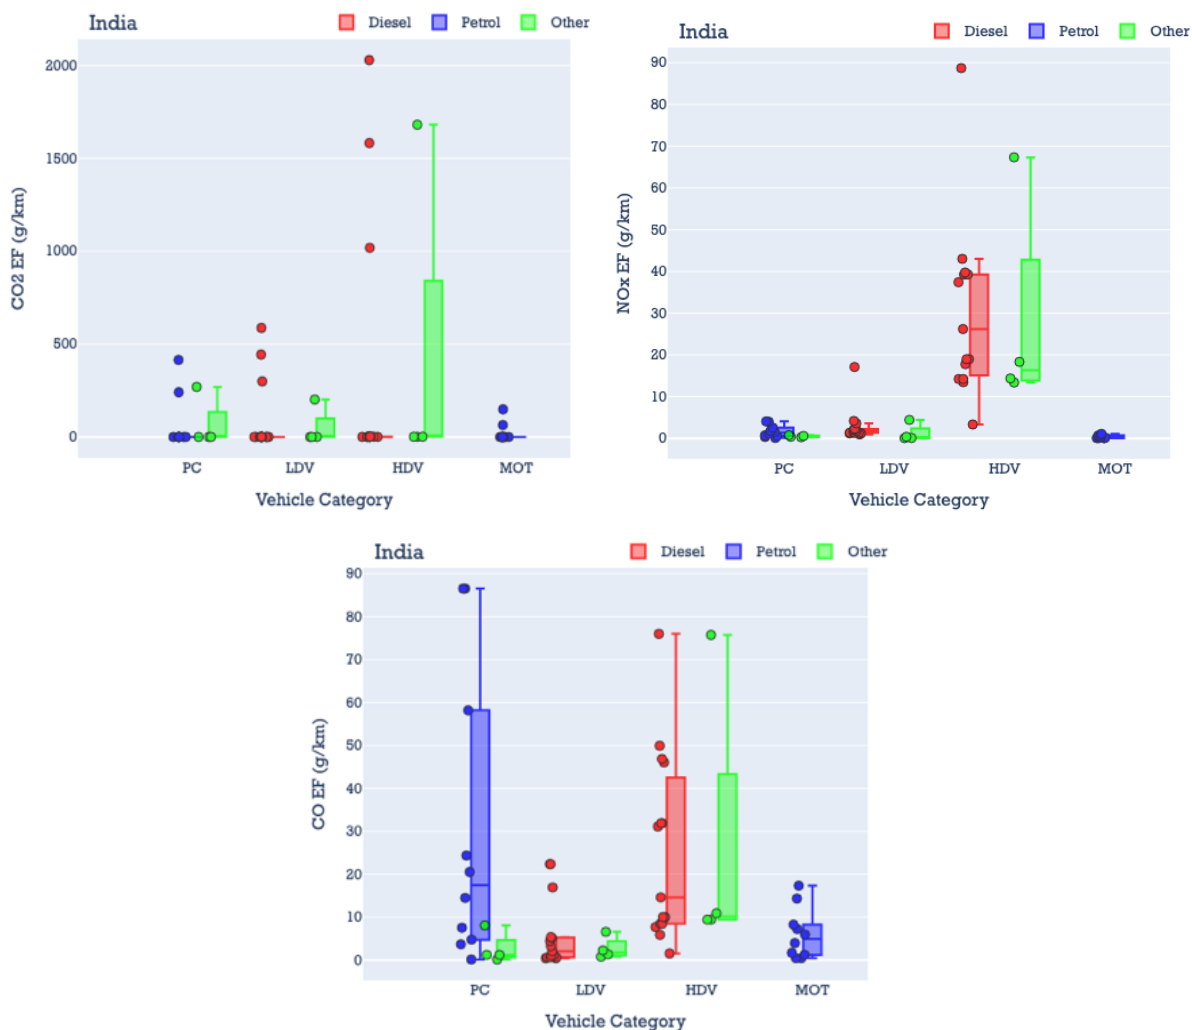 India
Diesel Petrol Other
CO2 EF (g/km)
2000
1500
1000
500
0
PC LDV HDV MOT
Vehicle Category
India
Diesel Petrol Other
NOx EF (g/km)
90
80
70
60
50
40
30
20
10
0
PC LDV HDV MOT
Vehicle Category
India
Diesel Petrol Other
CO EF (g/km)
90
80
70
60
50
40
30
20
10
0
PC LDV HDV MOT
Vehicle Category